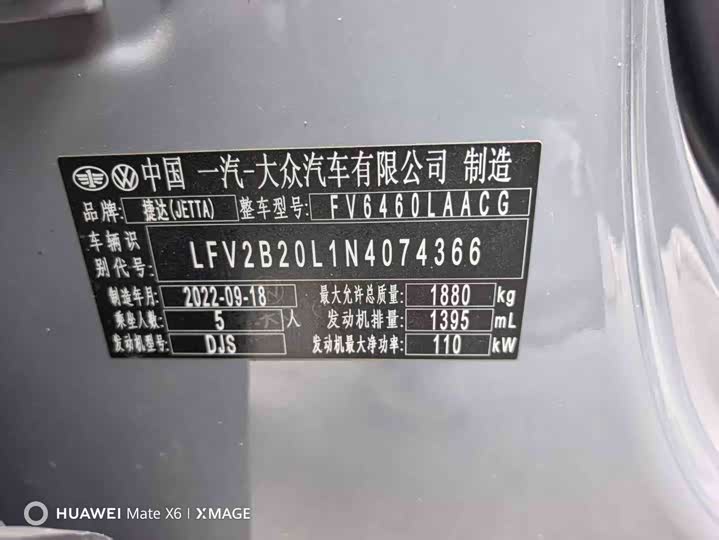 中国 一汽-大众汽车有限公司 制造
品牌: 捷达(JETTA) 整车型号: FV6460LAACG
车辆识
别代号: LFV2B20L1N4074366
制造年月: 2022-09-18 最大允许总质量: 1880 kg
乘座人数: 5 人 发动机排量: 1395 mL
发动机型号: DJS 发动机最大净功率: 110 kW
HUAWEI Mate X6 | XMAGE